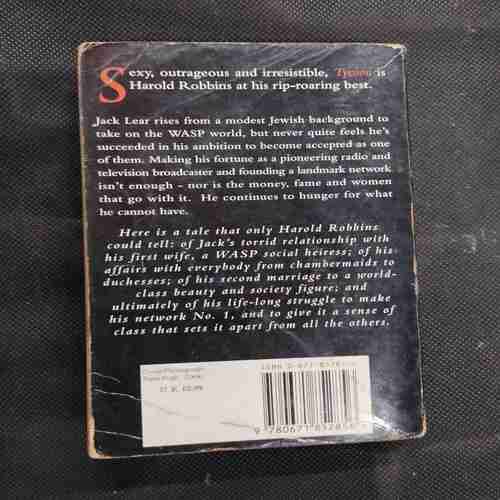 Sexy, outrageous and irresistible, Tycoon is
Harold Robbins at his rip-roaring best.
Jack Lear rises from a modest Jewish background to
take on the WASP world, but never quite feels he's
succeeded in his ambition to become accepted as one
of them. Making his fortune as a pioneering radio and
television broadcaster and founding a landmark network
isn't enough – nor is the money, fame and women
that go with it. He continues to hunger for what
he cannot have.
Here is a tale that only Harold Robbins
could tell: of Jack's torrid relationship with
his first wife, a WASP social heiress; of his
affairs with everybody from chambermaids to
duchesses; of his second marriage to a world-
class beauty and society figure; and
ultimately of his life-long struggle to make
his network No. 1, and to give it a sense of
class that sets it apart from all the others.
ISBN 0-671-85285-
9 780671 852856